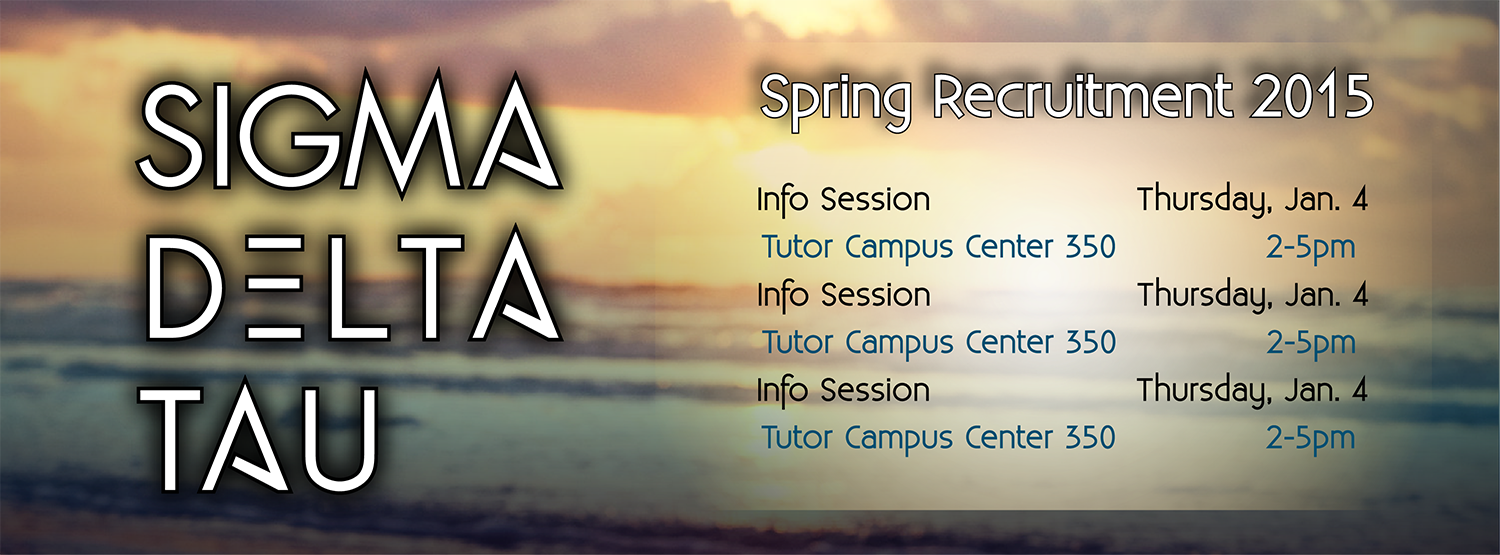 SIGMA
DELTA
TAU
Spring Recruitment 2015
Info Session Thursday, Jan. 4
Tutor Campus Center 350 2-5pm
Info Session Thursday, Jan. 4
Tutor Campus Center 350 2-5pm
Info Session Thursday, Jan. 4
Tutor Campus Center 350 2-5pm